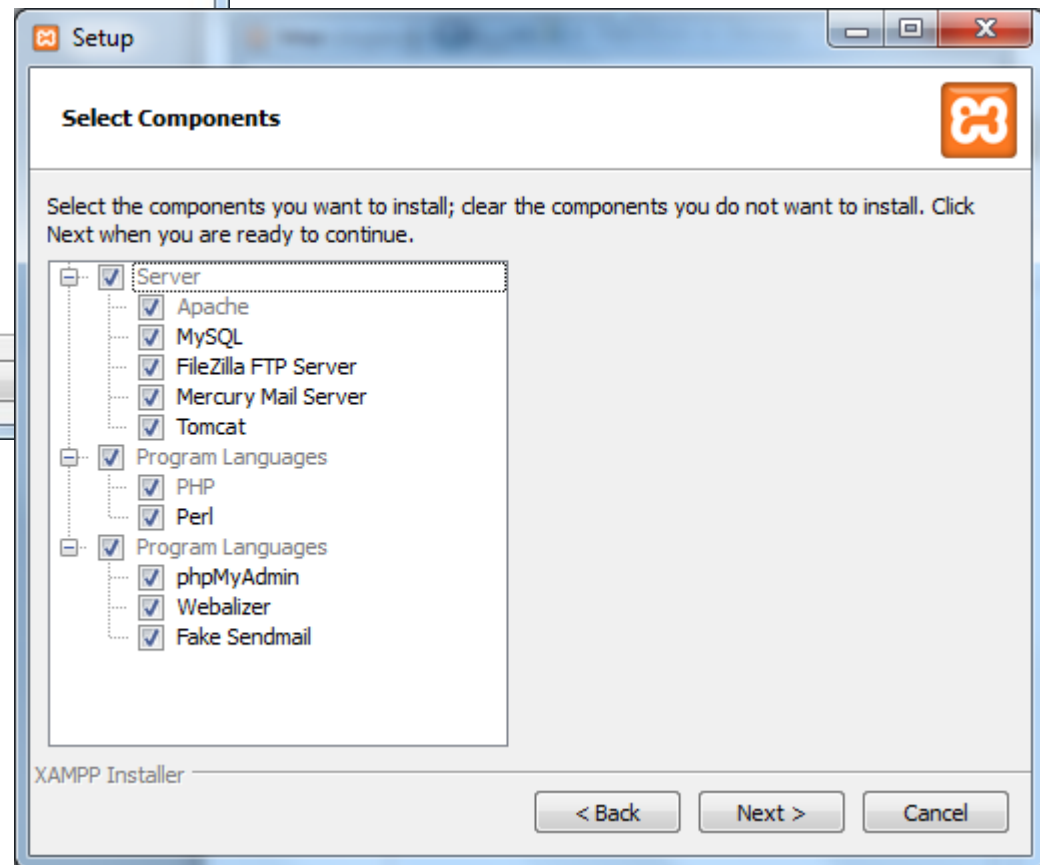 Setup
Select Components
Select the components you want to install; clear the components you do not want to install. Click
Next when you are ready to continue.
Server
Apache
MySQL
FileZilla FTP Server
Mercury Mail Server
Tomcat
Program Languages
PHP
Perl
Program Languages
phpMyAdmin
Webalizer
Fake Sendmail
XAMPP Installer
< Back
Next >
Cancel